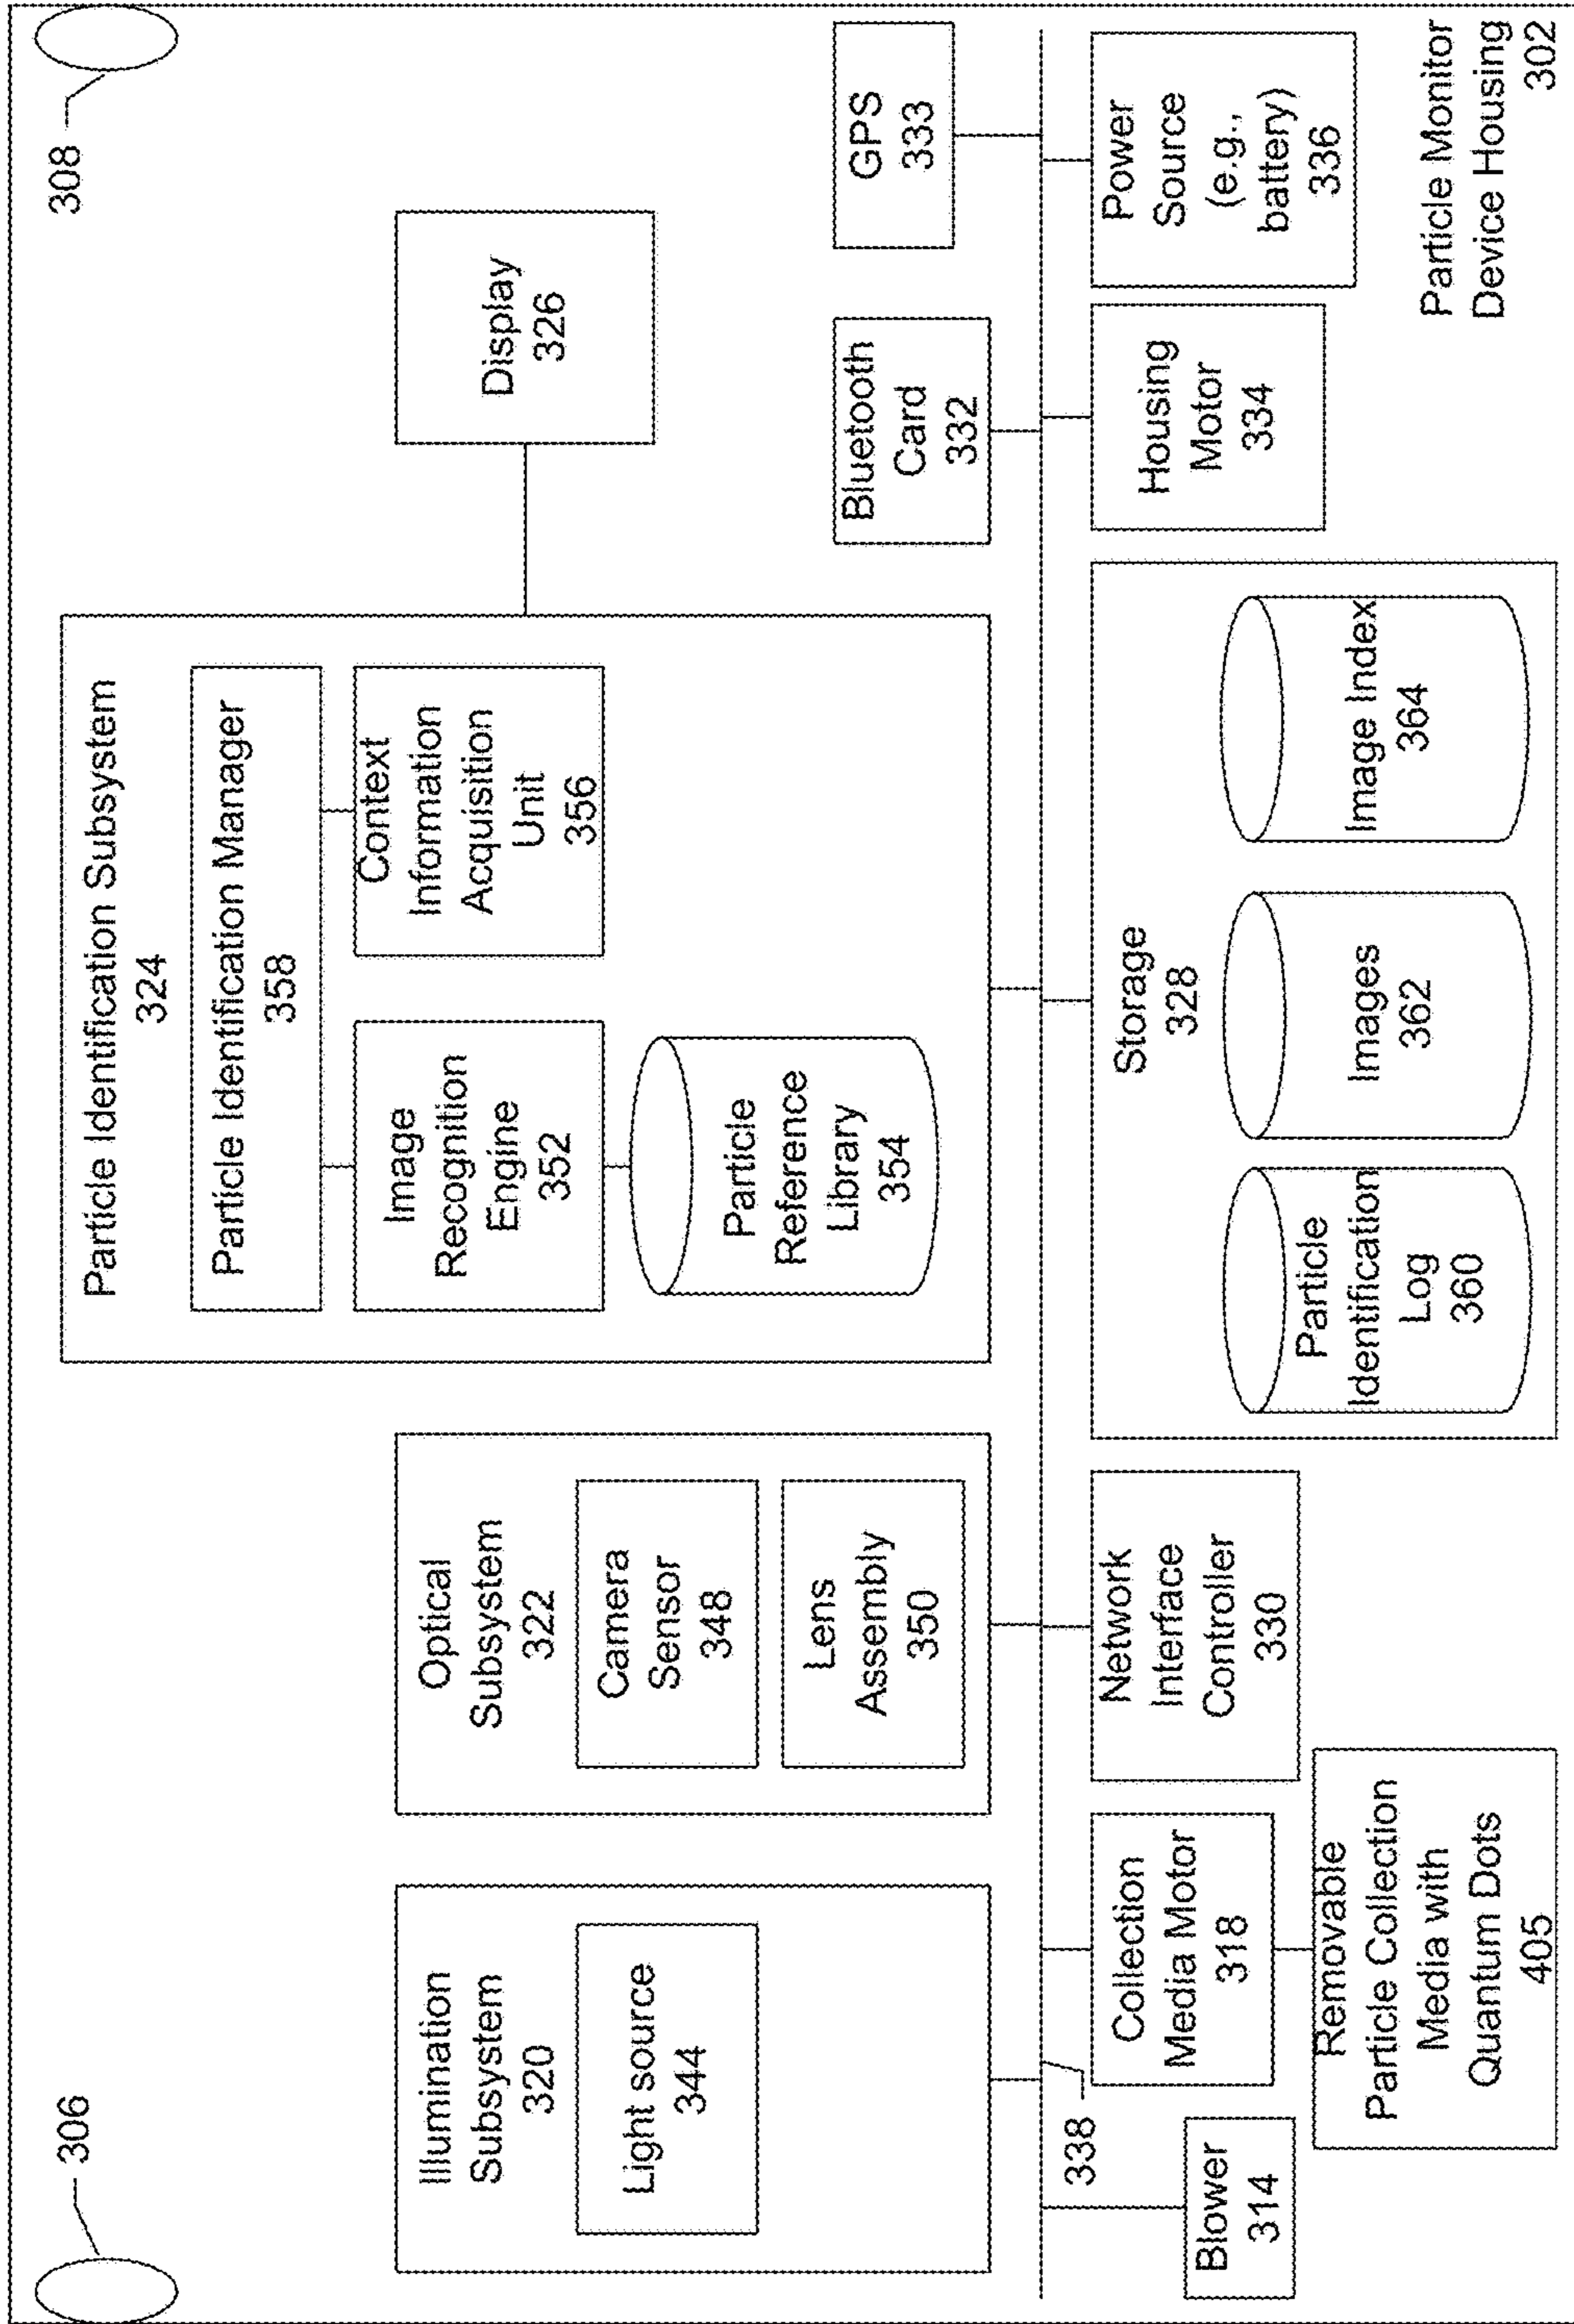 306
308
Particle Identification Subsystem
324
Particle Identification Manager
358
Image
Recognition
Engine
352
Context
Information
Acquisition
Unit
356
Particle
Reference
Library
354
Illumination
Subsystem
320
Light source
344
Optical
Subsystem
322
Camera
Sensor
348
Lens
Assembly
350
Display
326
Bluetooth
Card
332
GPS
333
338
Blower
314
Collection
Media Motor
318
Removable
Particle Collection
Media with
Quantum Dots
405
Network
Interface
Controller
330
Storage
328
Particle
Identification
Log
360
Images
362
Image Index
364
Housing
Motor
334
Power
Source
(e.g.,
battery)
336
Particle Monitor
Device Housing
302